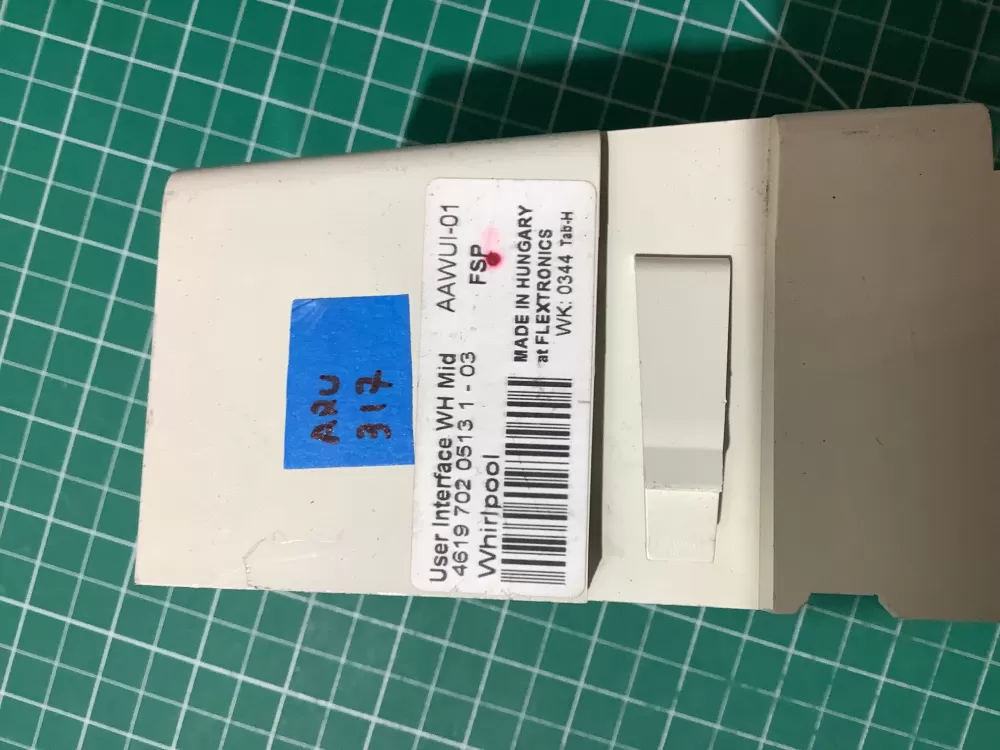 ARU
317
User Interface WH Mid
AAWUI-01
4619 702 0513 1 - 03
FSP
Whirlpool
MADE IN HUNGARY
at FLEXTRONICS
WK: 0344 Tab-H